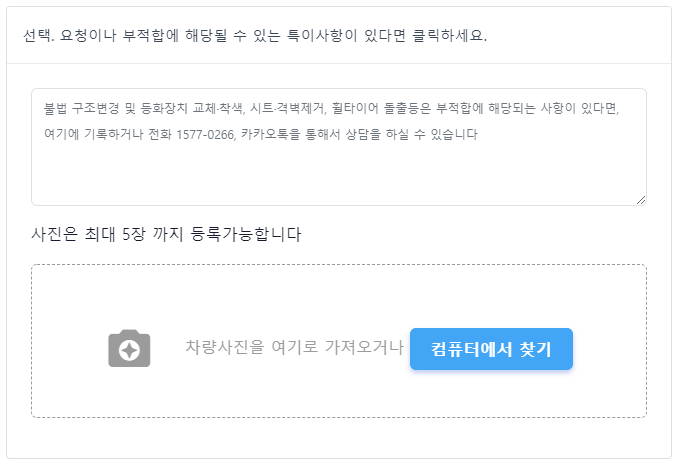 선택. 요청이나 부적합에 해당될 수 있는 특이사항이 있다면 클릭하세요.
불법 구조변경 및 등화장치 교체·착색, 시트·격벽제거, 휠타이어 돌출등은 부적합에 해당되는 사항이 있다면,
여기에 기록하거나 전화 1577-0266, 카카오톡을 통해서 상담을 하실 수 있습니다
사진은 최대 5장 까지 등록가능합니다
차량사진을 여기로 가져오거나 컴퓨터에서 찾기